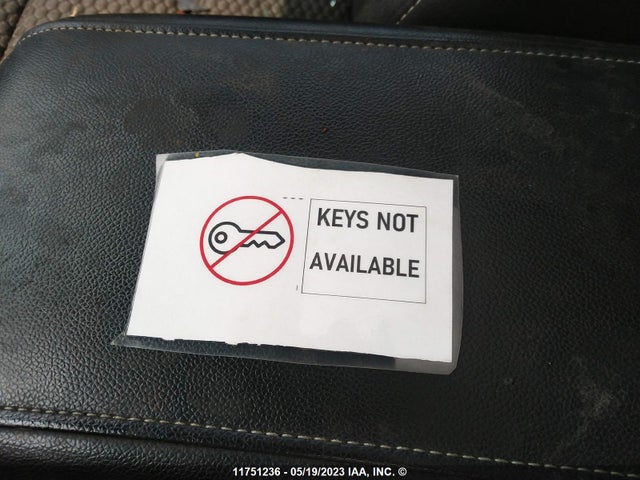 KEYS NOT
AVAILABLE
11751236 - 05/19/2023 IAA, INC. ©